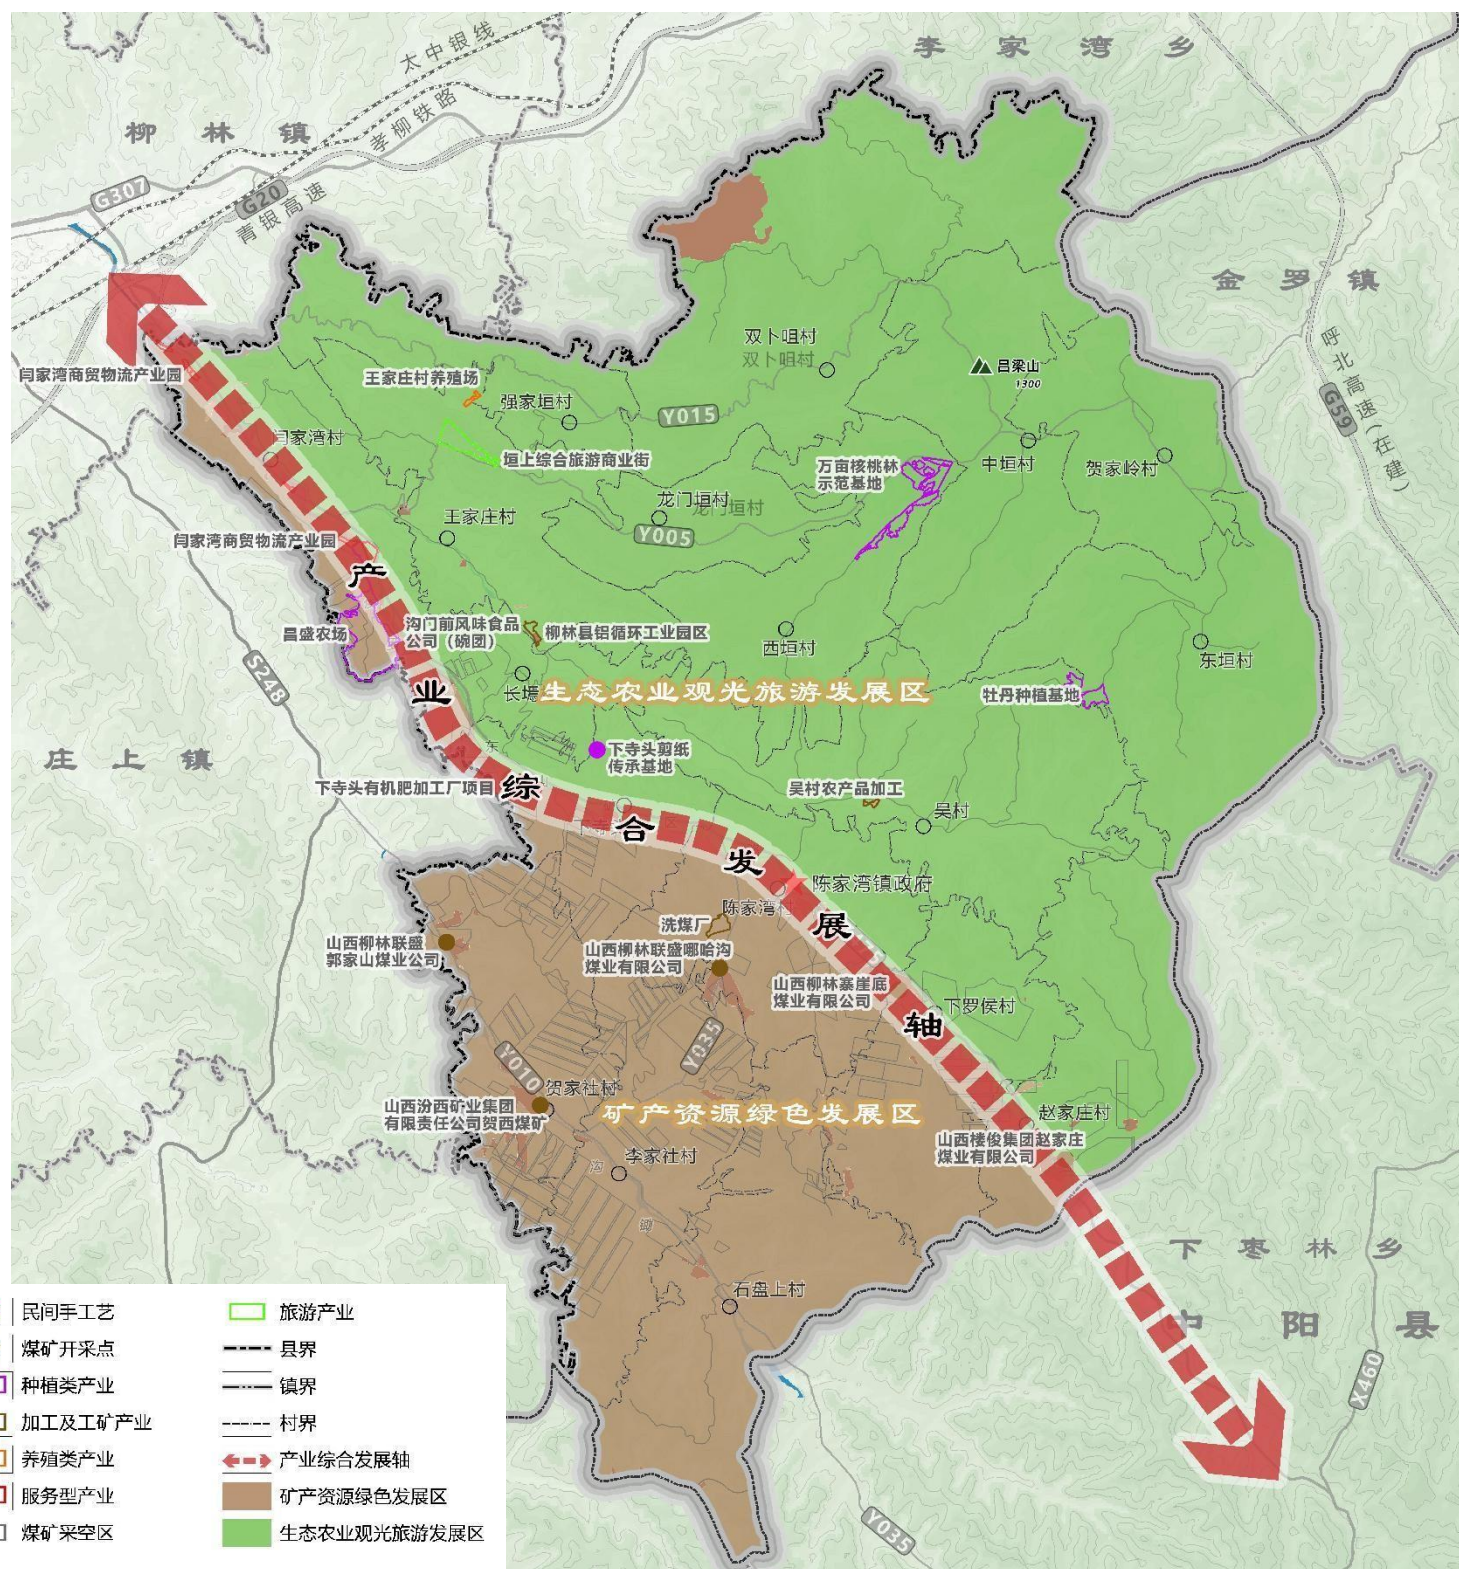 李家湾乡
太中银线
柳林镇
孝柳铁路
G307
G20
青银高速
金罗镇
呼北高速(在建)
G59
双卜咀村
双卜咀村
吕梁山
1300
闫家湾商贸物流产业园
王家庄村养殖场
强家垣村
Y015
闫家湾村
垣上综合旅游商业街
万亩核桃林
示范基地
中垣村
贺家岭村
龙门垣村
龙门垣村
王家庄村
Y005
闫家湾商贸物流产业园
产业综合发展轴
昌盛农场
沟门前风味食品
公司（碗团）
柳林县铝循环工业园区
西垣村
东垣村
S248
长墕
生态农业观光旅游发展区
牡丹种植基地
庄上镇
东
下寺头剪纸
传承基地
下寺头有机肥加工厂项目
吴村农产品加工
吴村
陈家湾镇政府
陈家湾村
洗煤厂
山西柳林联盛
郭家山煤业公司
山西柳林联盛哪哈沟
煤业有限公司
山西柳林寨崖底
煤业有限公司
下罗侯村
Y035
Y010
贺家社村
山西汾西矿业集团
有限责任公司贺西煤矿
矿产资源绿色发展区
赵家庄村
山西楼俊集团赵家庄
煤业有限公司
李家社村
沟
下枣林乡
石盘上村
中阳县
X460
Y035
民间手工艺
煤矿开采点
种植类产业
加工及工矿产业
养殖类产业
服务型产业
煤矿采空区
旅游产业
县界
镇界
村界
产业综合发展轴
矿产资源绿色发展区
生态农业观光旅游发展区